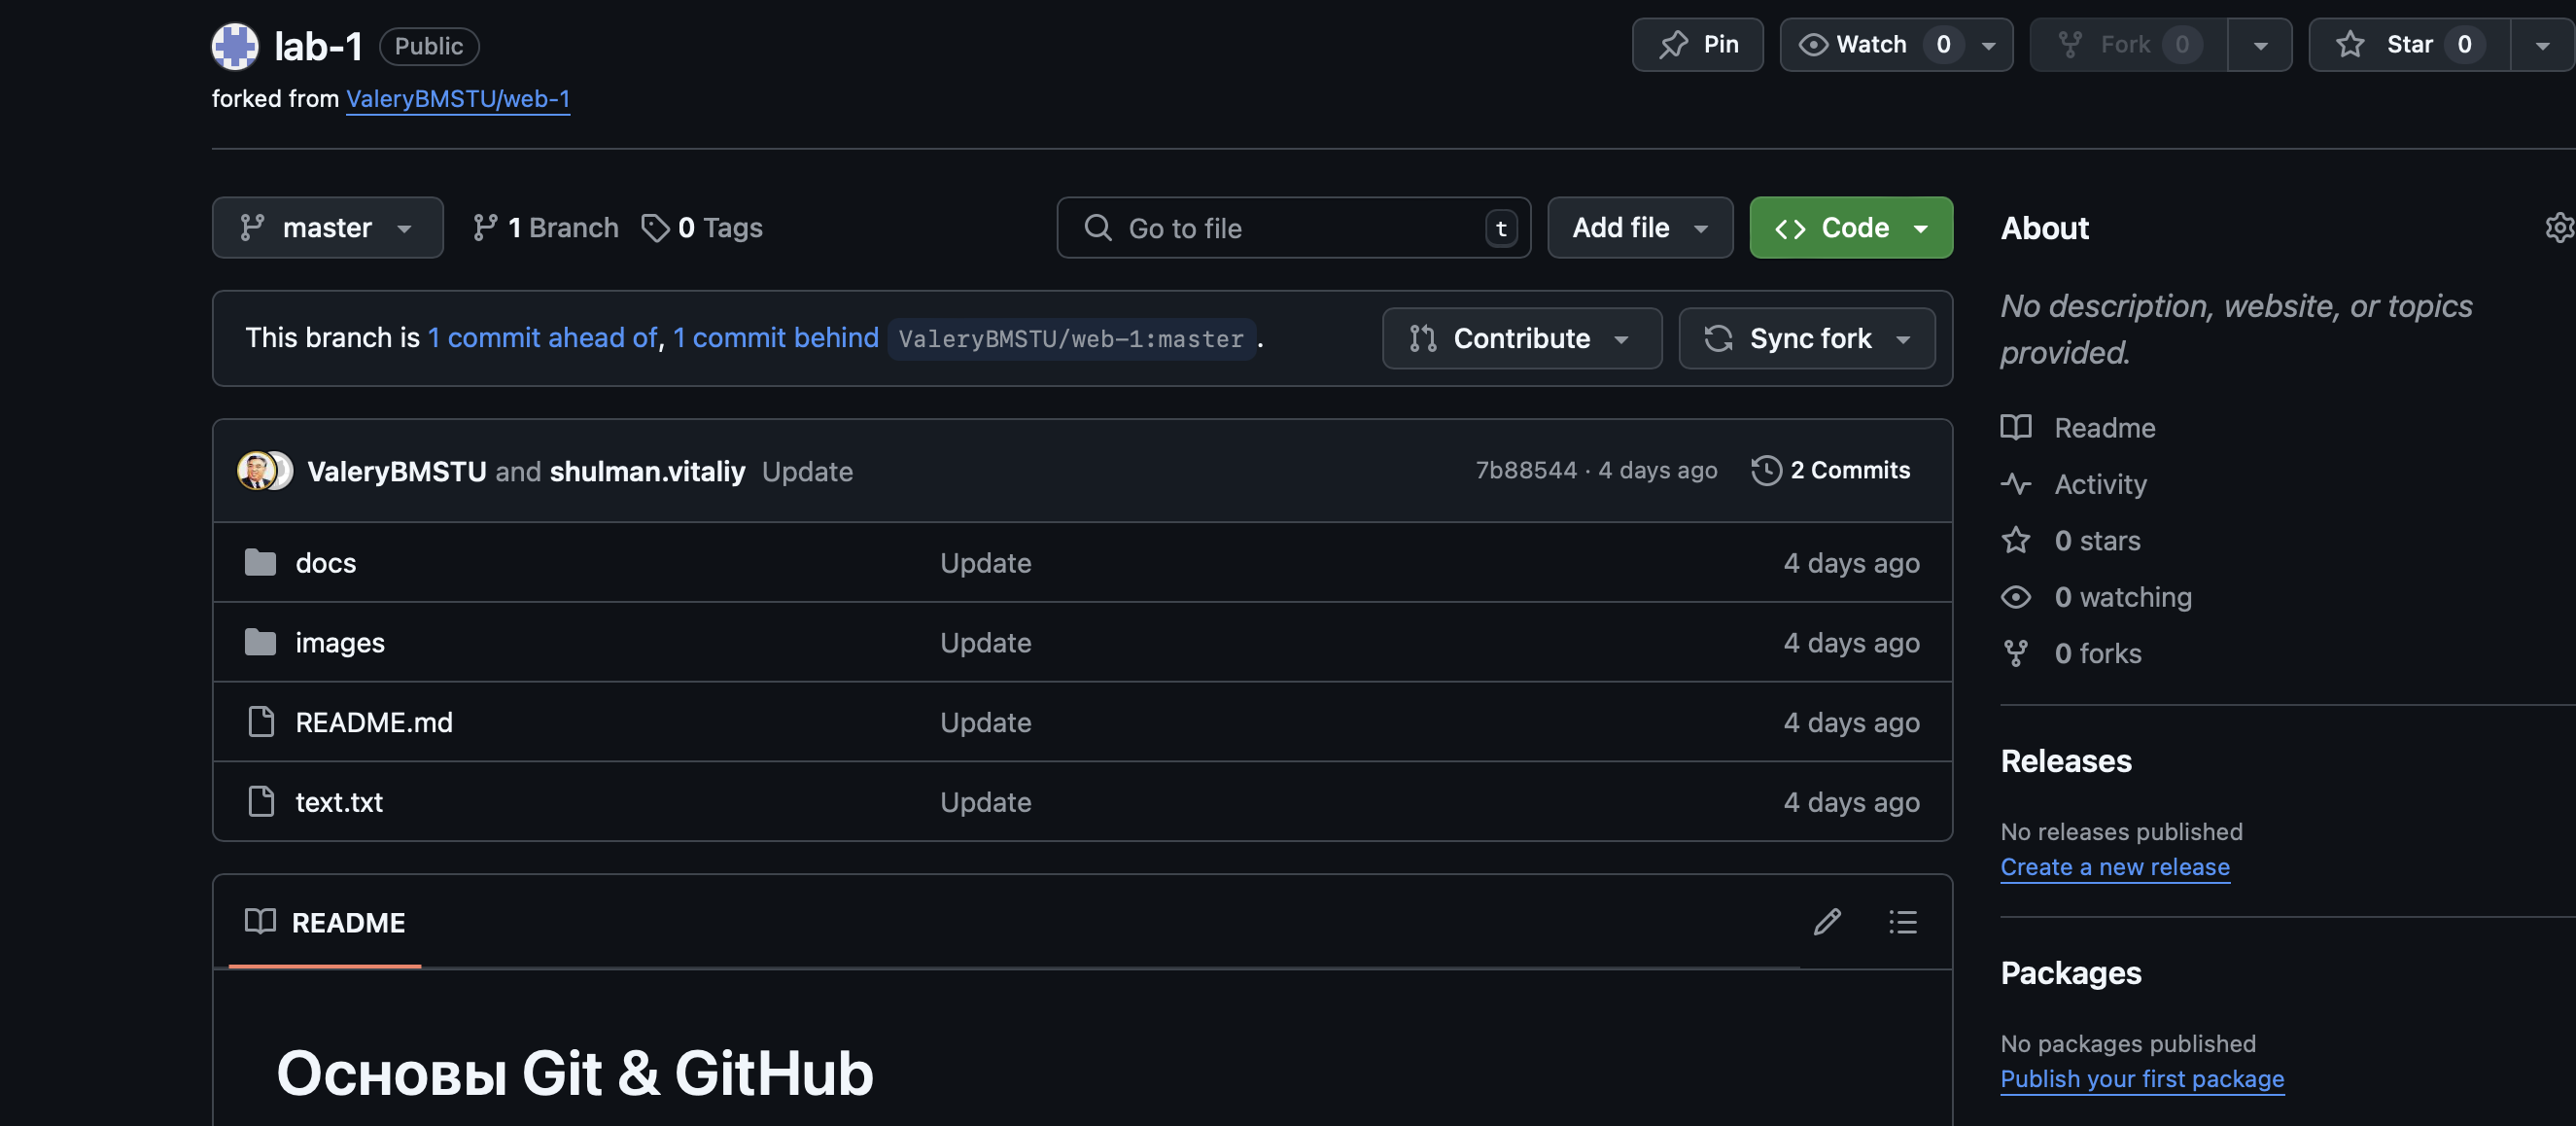 lab-1 Public
Pin
Watch 0
Fork 0
Star 0
forked from ValeryBMSTU/web-1
master
1 Branch
0 Tags
Go to file
t
Add file
Code
This branch is 1 commit ahead of, 1 commit behind ValeryBMSTU/web-1:master.
Contribute
Sync fork
ValeryBMSTU and shulman.vitaliy Update
7b88544 · 4 days ago
2 Commits
docs Update 4 days ago
images Update 4 days ago
README.md Update 4 days ago
text.txt Update 4 days ago
README
Основы Git & GitHub
About
No description, website, or topics
provided.
Readme
Activity
0 stars
0 watching
0 forks
Releases
No releases published
Create a new release
Packages
No packages published
Publish your first package